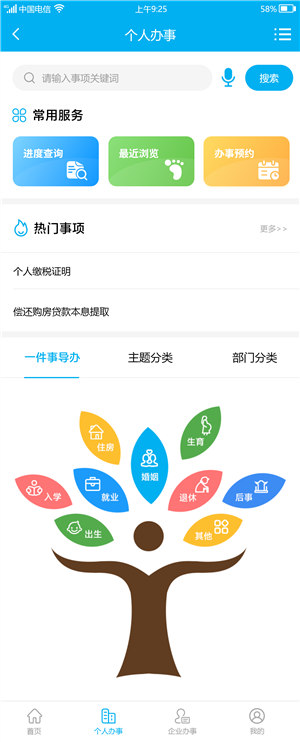 4G 中国电信 上午9:25 58%
个人办事
请输入事项关键词 搜索
常用服务
进度查询 最近浏览 办事预约
热门事项 更多>>
个人缴税证明
偿还购房贷款本息提取
一件事导办 主题分类 部门分类
住房 生育
婚姻
入学 就业 退休 后事
出生 其他
首页 个人办事 企业办事 我的